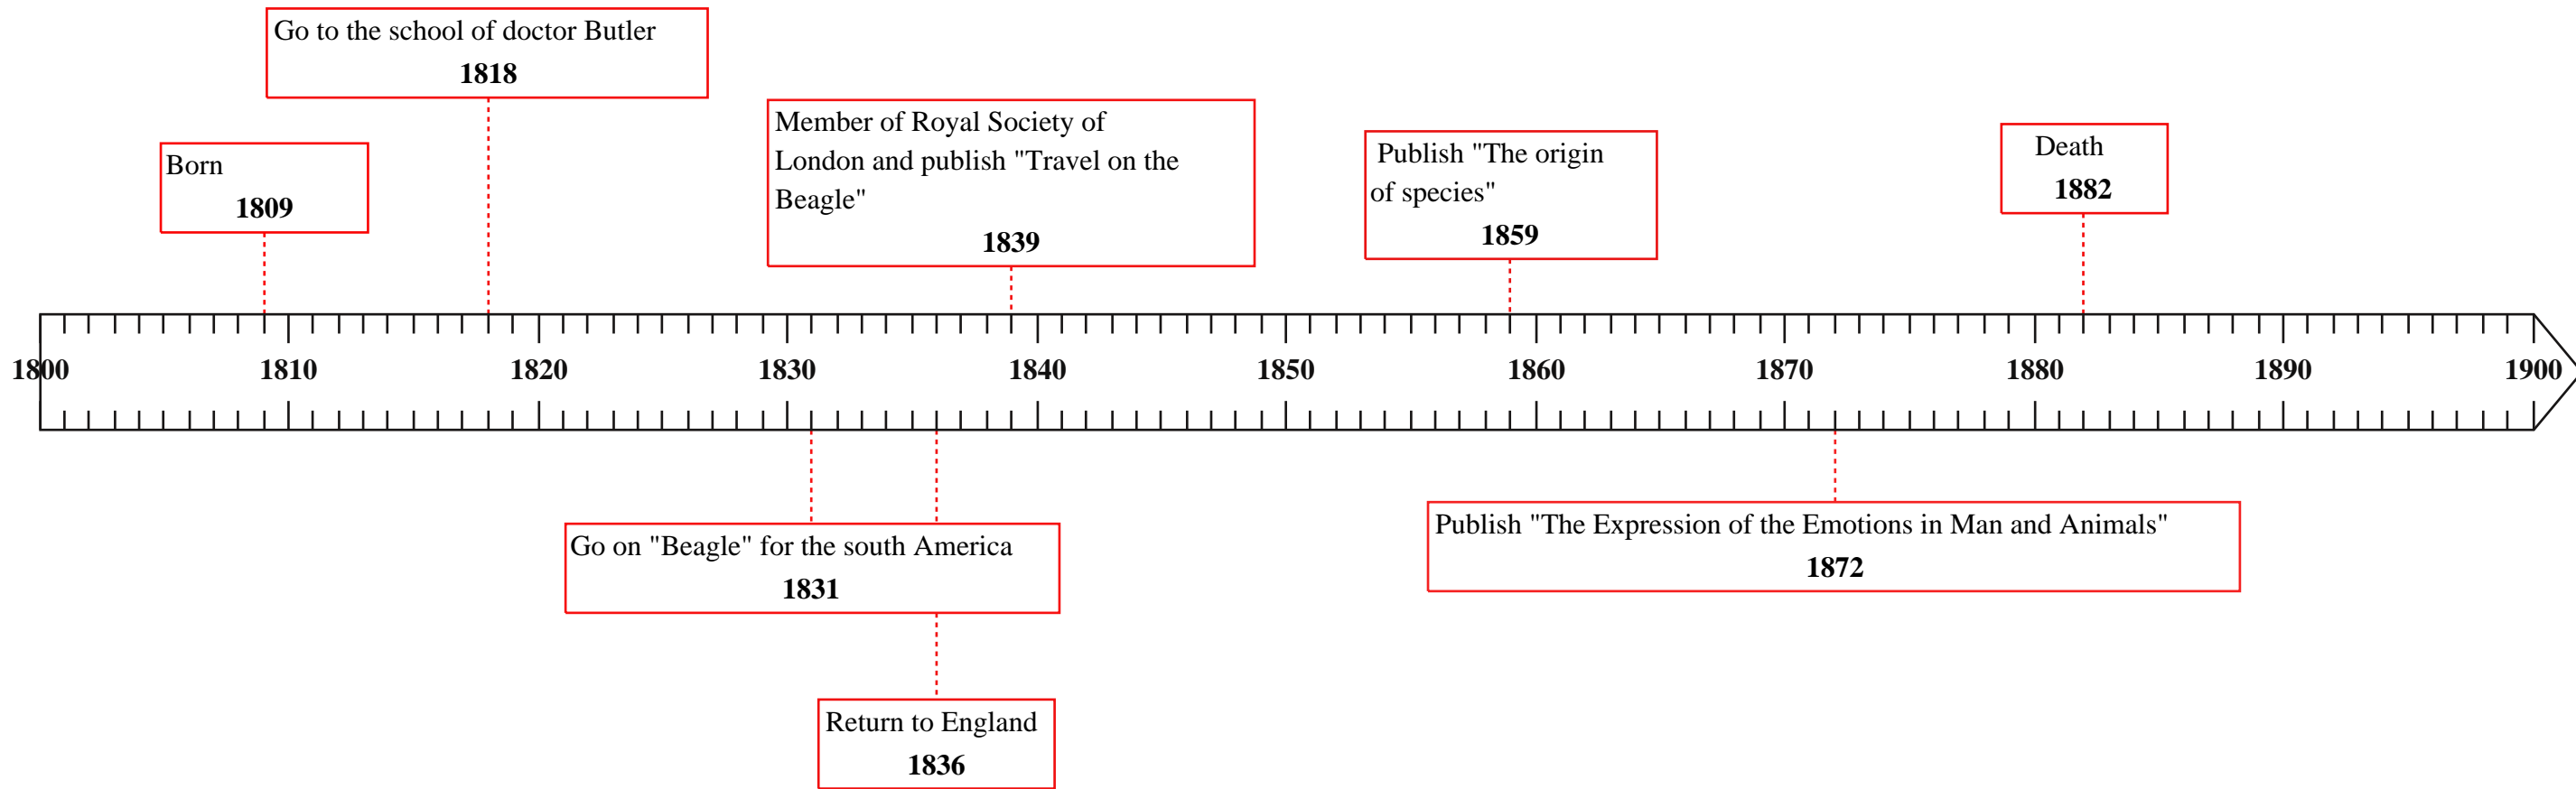 Go to the school of doctor Butler
1818
Born
1809
Member of Royal Society of
London and publish "Travel on the
Beagle"
1839
Publish "The origin
of species"
1859
Death
1882
1800 1810 1820 1830 1840 1850 1860 1870 1880 1890 1900
Go on "Beagle" for the south America
1831
Publish "The Expression of the Emotions in Man and Animals"
1872
Return to England
1836